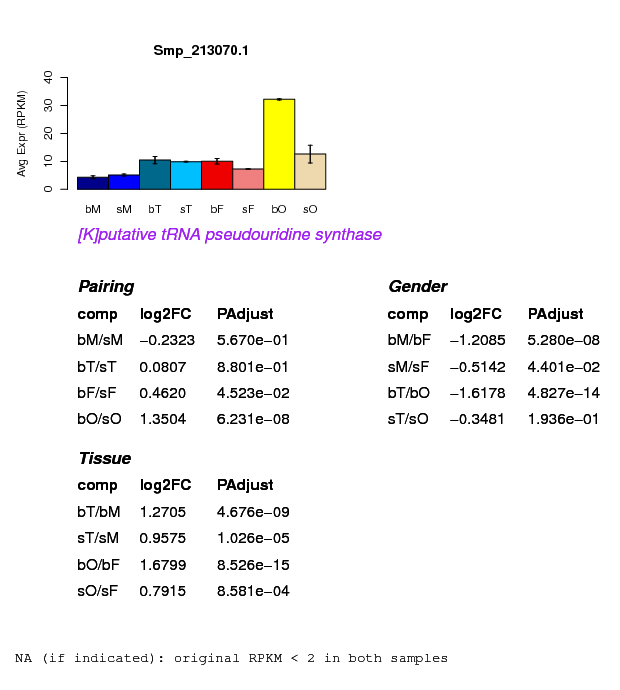 Smp_213070.1
Avg Expr (RPKM)
0 10 20 30 40
bM sM bT sT bF sF bO sO
[K]putative tRNA pseudouridine synthase
Pairing
comp log2FC PAdjust
bM/sM −0.2323 5.670e−01
bT/sT 0.0807 8.801e−01
bF/sF 0.4620 4.523e−02
bO/sO 1.3504 6.231e−08
Gender
comp log2FC PAdjust
bM/bF −1.2085 5.280e−08
sM/sF −0.5142 4.401e−02
bT/bO −1.6178 4.827e−14
sT/sO −0.3481 1.936e−01
Tissue
comp log2FC PAdjust
bT/bM 1.2705 4.676e−09
sT/sM 0.9575 1.026e−05
bO/bF 1.6799 8.526e−15
sO/sF 0.7915 8.581e−04
NA (if indicated): original RPKM < 2 in both samples